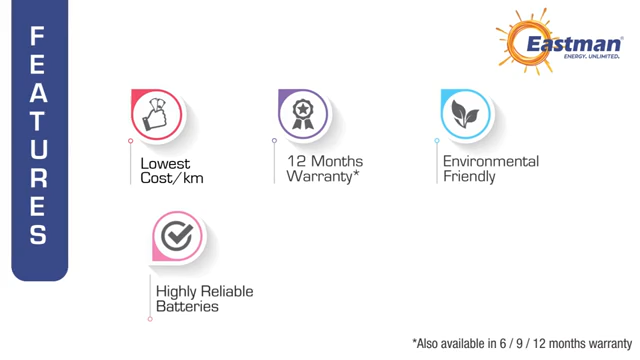 FEATURES
Eastman®
ENERGY. UNLIMITED.
Lowest
Cost/km
12 Months
Warranty*
Environmental
Friendly
Highly Reliable
Batteries
*Also available in 6 / 9 / 12 months warranty